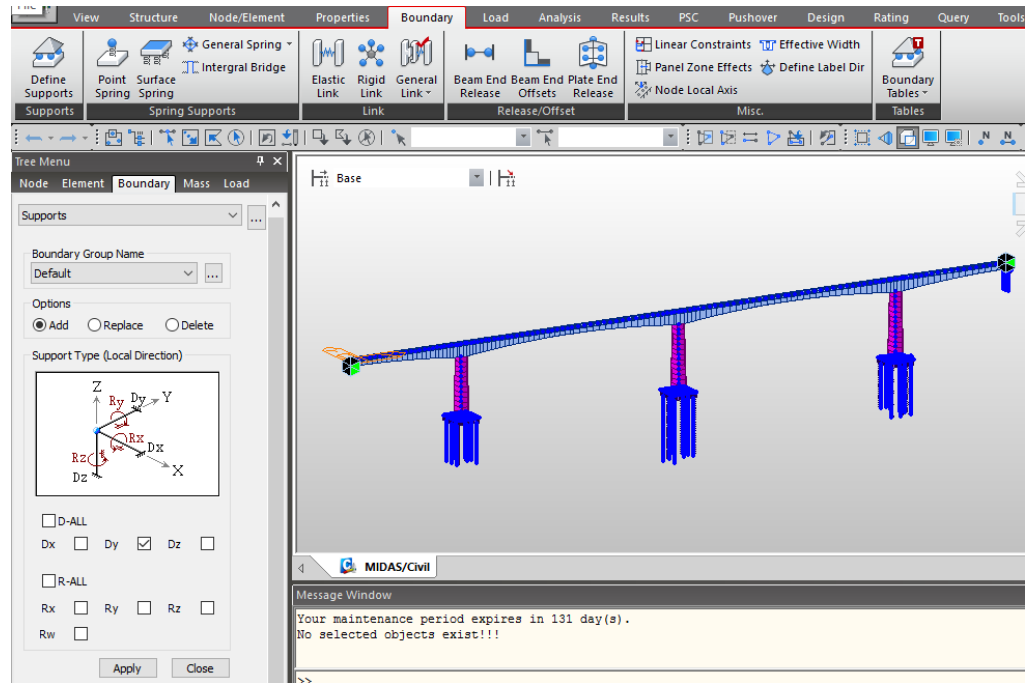 File
View Structure Node/Element Properties Boundary Load Analysis Results PSC Pushover Design Rating Query Tools
General Spring
Intergral Bridge
Linear Constraints Effective Width
Panel Zone Effects Define Label Dir
Node Local Axis
Define Supports
Point Spring
Surface Spring
Elastic Link
Rigid Link
General Link
Beam End Release
Beam End Offsets
Plate End Release
Boundary Tables
Supports Spring Supports Link Release/Offset Misc. Tables
N N
Tree Menu
Node Element Boundary Mass Load
Supports
...
Boundary Group Name
Default
...
Options
Add Replace Delete
Support Type (Local Direction)
Z
Ry Dy Y
Rx
Dx
Rz
X
Dz
D-ALL
Dx Dy Dz
R-ALL
Rx Ry Rz
Rw
Apply Close
Base
MIDAS/Civil
Message Window
Your maintenance period expires in 131 day(s).
No selected objects exist!!!
>>